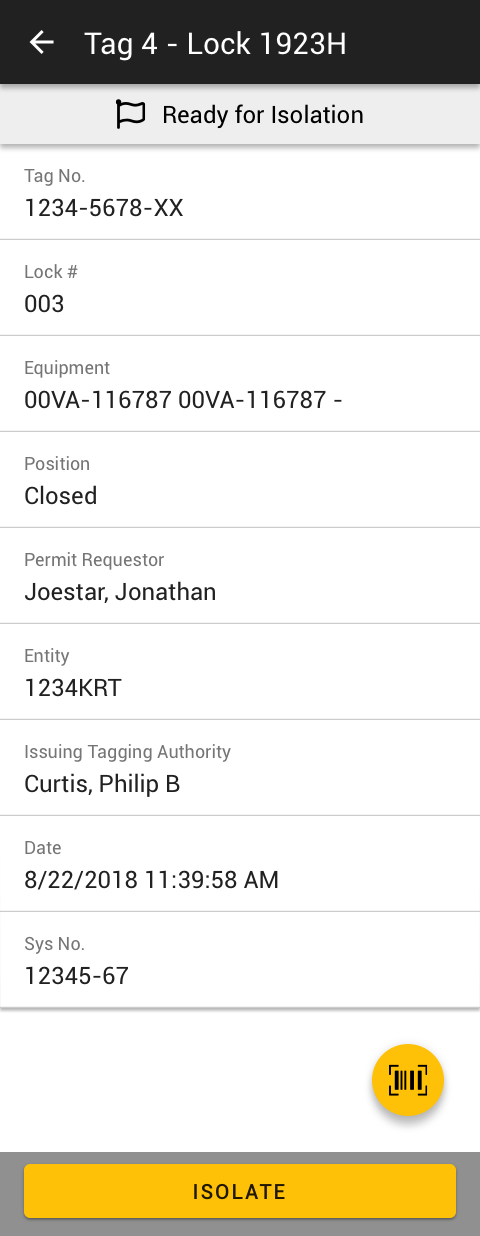 Tag 4 - Lock 1923H
Ready for Isolation
Tag No.
1234-5678-XX
Lock #
003
Equipment
00VA-116787 00VA-116787 -
Position
Closed
Permit Requestor
Joestar, Jonathan
Entity
1234KRT
Issuing Tagging Authority
Curtis, Philip B
Date
8/22/2018 11:39:58 AM
Sys No.
12345-67
ISOLATE